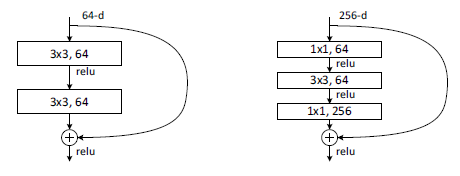 64-d
3x3, 64
relu
3x3, 64
relu
256-d
1x1, 64
relu
3x3, 64
relu
1x1, 256
relu